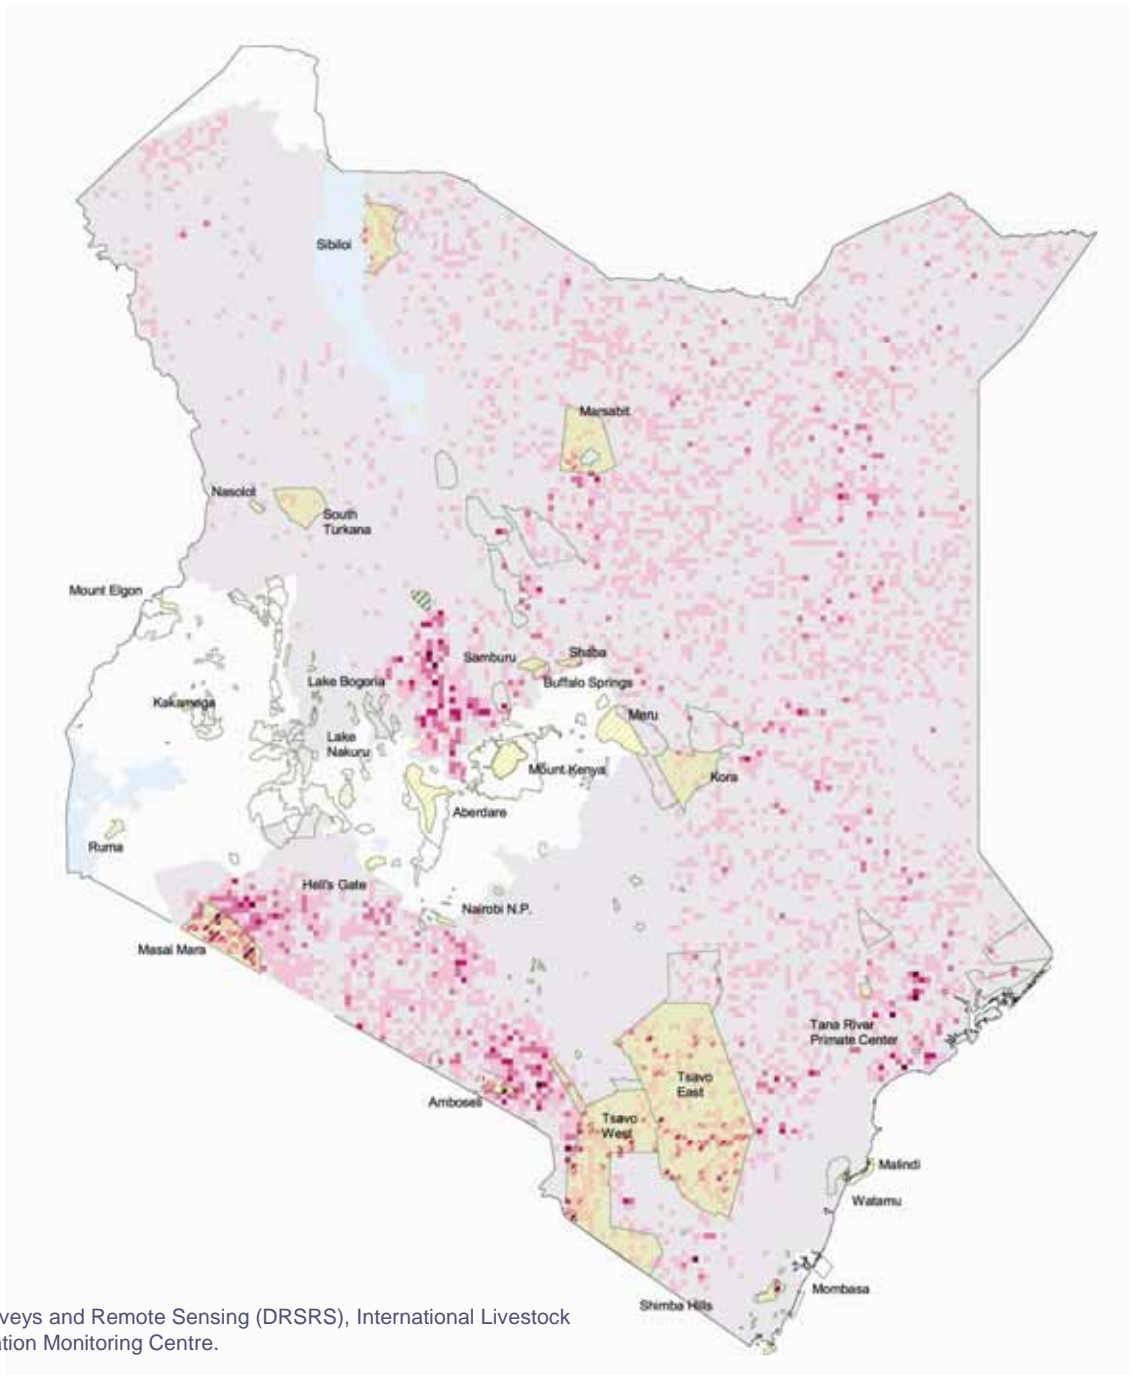 Sibiloi
Marsabit
Nasolot
South
Turkana
Mount Elgon
Samburu
Shaba
Lake Bogoria
Buffalo Springs
Kakamega
Meru
Lake
Nakuru
Mount Kenya
Kora
Aberdare
Ruma
Hell's Gate
Nairobi N.P.
Masai Mara
Tana River
Primate Center
Tsavo
East
Amboseli
Tsavo
West
Malindi
Watamu
Mombasa
Shimba Hills
veys and Remote Sensing (DRSRS), International Livestock
ation Monitoring Centre.